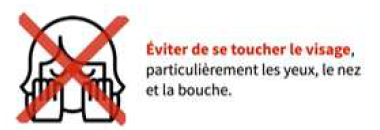 Éviter de se toucher le visage,
particulièrement les yeux, le nez
et la bouche.